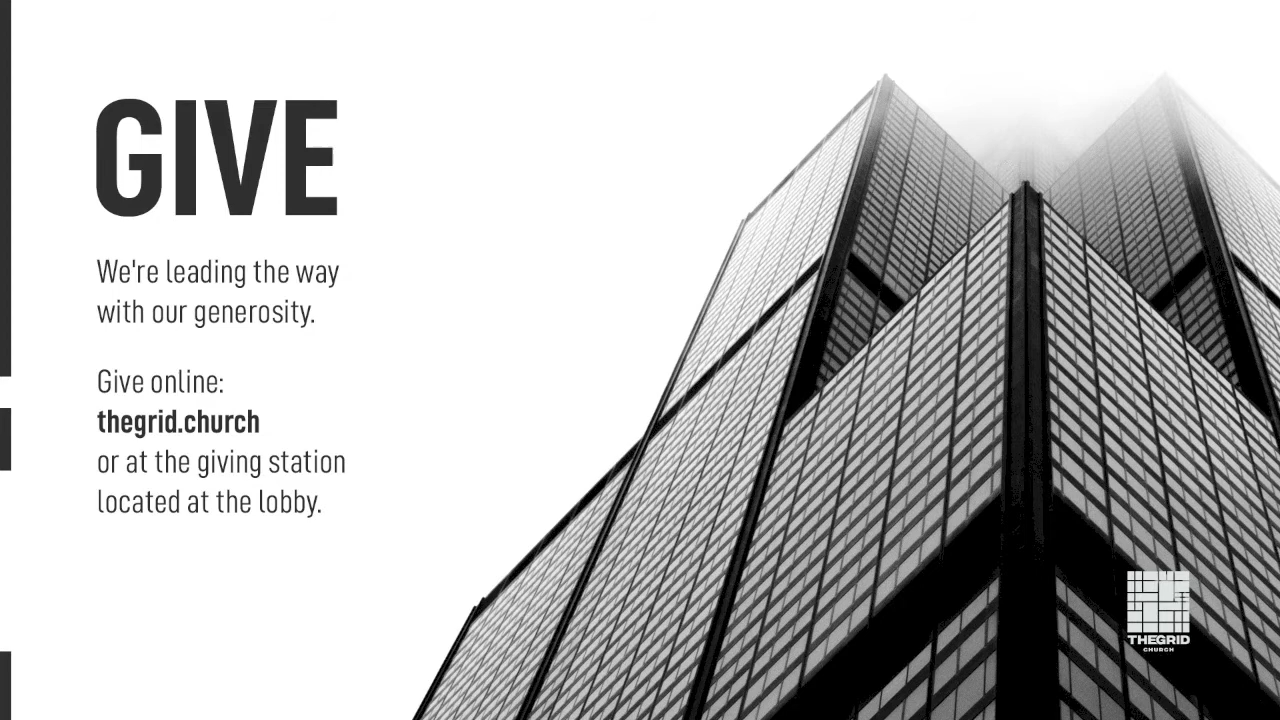 GIVE
We're leading the way
with our generosity.
Give online:
thegrid.church
or at the giving station
located at the lobby.
THEGRID
CHURCH